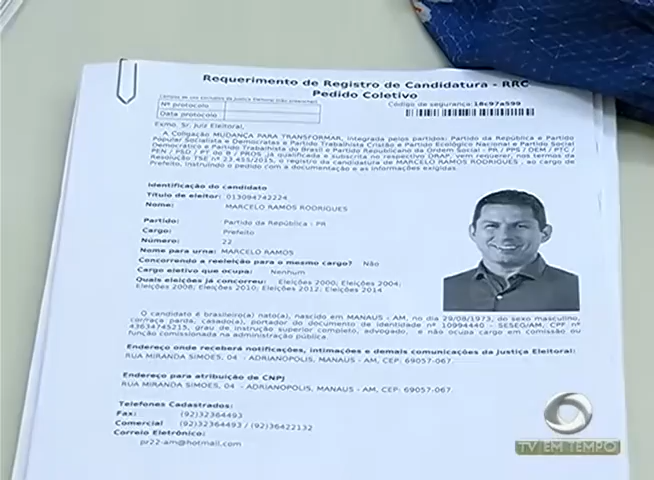 Requerimento de Registro de Candidatura - RRC
Pedido Coletivo
Nº protocolo
Data protocolo
Código de segurança: 18c97a599
Exmo. Sr. Juiz Eleitoral,
A Coligação MUDANÇA PARA TRANSFORMAR, integrada pelos partidos: Partido da República e Partido
Popular Socialista e Democratas e Partido Trabalhista Cristão e Partido Ecológico Nacional e Partido Social
Democrático e Partido Trabalhista do Brasil e Partido Republicano da Ordem Social - PR / PPS / DEM / PTC /
PEN / PSD / PT do B / PROS, já qualificada e subscrita no respectivo DRAP, vem requerer, nos termos da
Resolução TSE nº 23.455/2015, o registro da candidatura de MARCELO RAMOS RODRIGUES, ao cargo de
Prefeito, instruindo o pedido com a documentação e as informações exigidas.
Identificação do candidato
Título de eleitor: 013094742224
Nome: MARCELO RAMOS RODRIGUES
Partido: Partido da República - PR
Cargo: Prefeito
Número: 22
Nome para urna: MARCELO RAMOS
Concorrendo a reeleição para o mesmo cargo? Não
Cargo eletivo que ocupa: Nenhum
Quais eleições já concorreu: Eleições 2000; Eleições 2004;
Eleições 2008; Eleições 2010; Eleições 2012; Eleições 2014
O candidato é brasileiro(a) nato(a), nascido em MANAUS - AM, no dia 29/08/1973, do sexo masculino,
cor/raça parda, casado(a), portador do documento de identidade nº 10994440 - SESEG/AM, CPF nº
43634745215, grau de instrução superior completo, advogado, e não ocupa cargo em comissão ou
função comissionada na administração pública.
Endereço onde receberá notificações, intimações e demais comunicações da Justiça Eleitoral:
RUA MIRANDA SIMOES, 04 - ADRIANOPOLIS, MANAUS - AM, CEP: 69057-067.
Endereço para atribuição de CNPJ
RUA MIRANDA SIMOES, 04 - ADRIANOPOLIS, MANAUS - AM, CEP: 69057-067
Telefones Cadastrados:
Fax: (92)32364493
Comercial (92)32364493 / (92)36422132
Correio Eletrônico:
pr22-am@hotmail.com
TV EM TEMPO